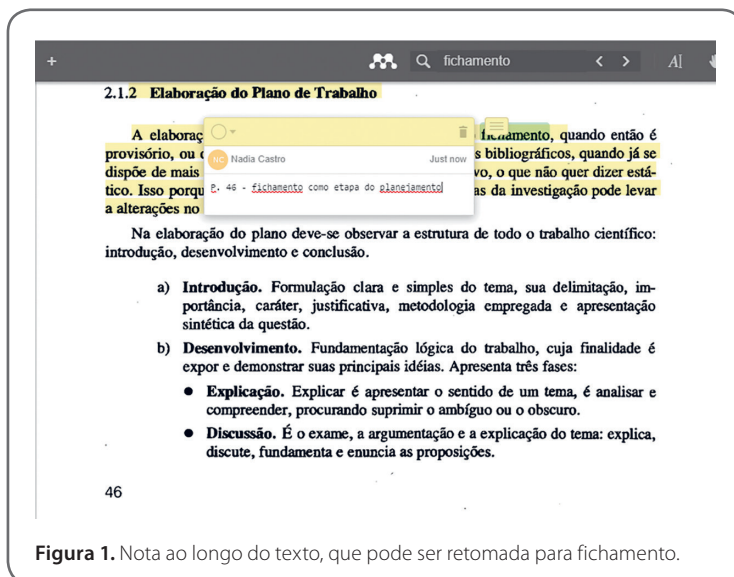 + fichamento < > A
2.1.2 Elaboração do Plano de Trabalho
A elaboraç fichamento, quando então é
provisório, ou s bibliográficos, quando já se
dispõe de mais vo, o que não quer dizer está-
tico. Isso porqu as da investigação pode levar
a alterações no
NC Nadia Castro Just now
P. 46 - fichamento como etapa do planejamento
Na elaboração do plano deve-se observar a estrutura de todo o trabalho científico:
introdução, desenvolvimento e conclusão.
a) Introdução. Formulação clara e simples do tema, sua delimitação, im-
portância, caráter, justificativa, metodologia empregada e apresentação
sintética da questão.
b) Desenvolvimento. Fundamentação lógica do trabalho, cuja finalidade é
expor e demonstrar suas principais idéias. Apresenta três fases:
● Explicação. Explicar é apresentar o sentido de um tema, é analisar e
compreender, procurando suprimir o ambíguo ou o obscuro.
● Discussão. É o exame, a argumentação e a explicação do tema: explica,
discute, fundamenta e enuncia as proposições.
46
Figura 1. Nota ao longo do texto, que pode ser retomada para fichamento.